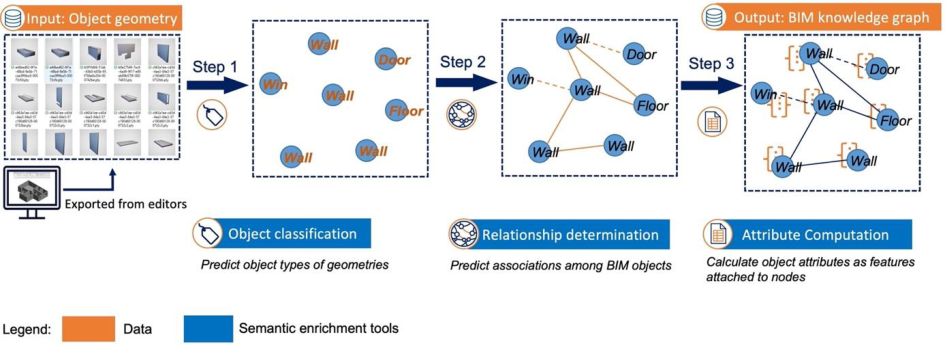 Input: Object geometry
Exported from editors
Step 1
Wall
Door
Win
Wall
Floor
Wall
Wall
Step 2
Wall
Door
Win
Wall
Floor
Wall
Wall
Step 3
Output: BIM knowledge graph
Wall
Door
Win
Wall
Floor
Wall
Wall
Object classification
Predict object types of geometries
Relationship determination
Predict associations among BIM objects
Attribute Computation
Calculate object attributes as features
attached to nodes
Legend:
Data
Semantic enrichment tools